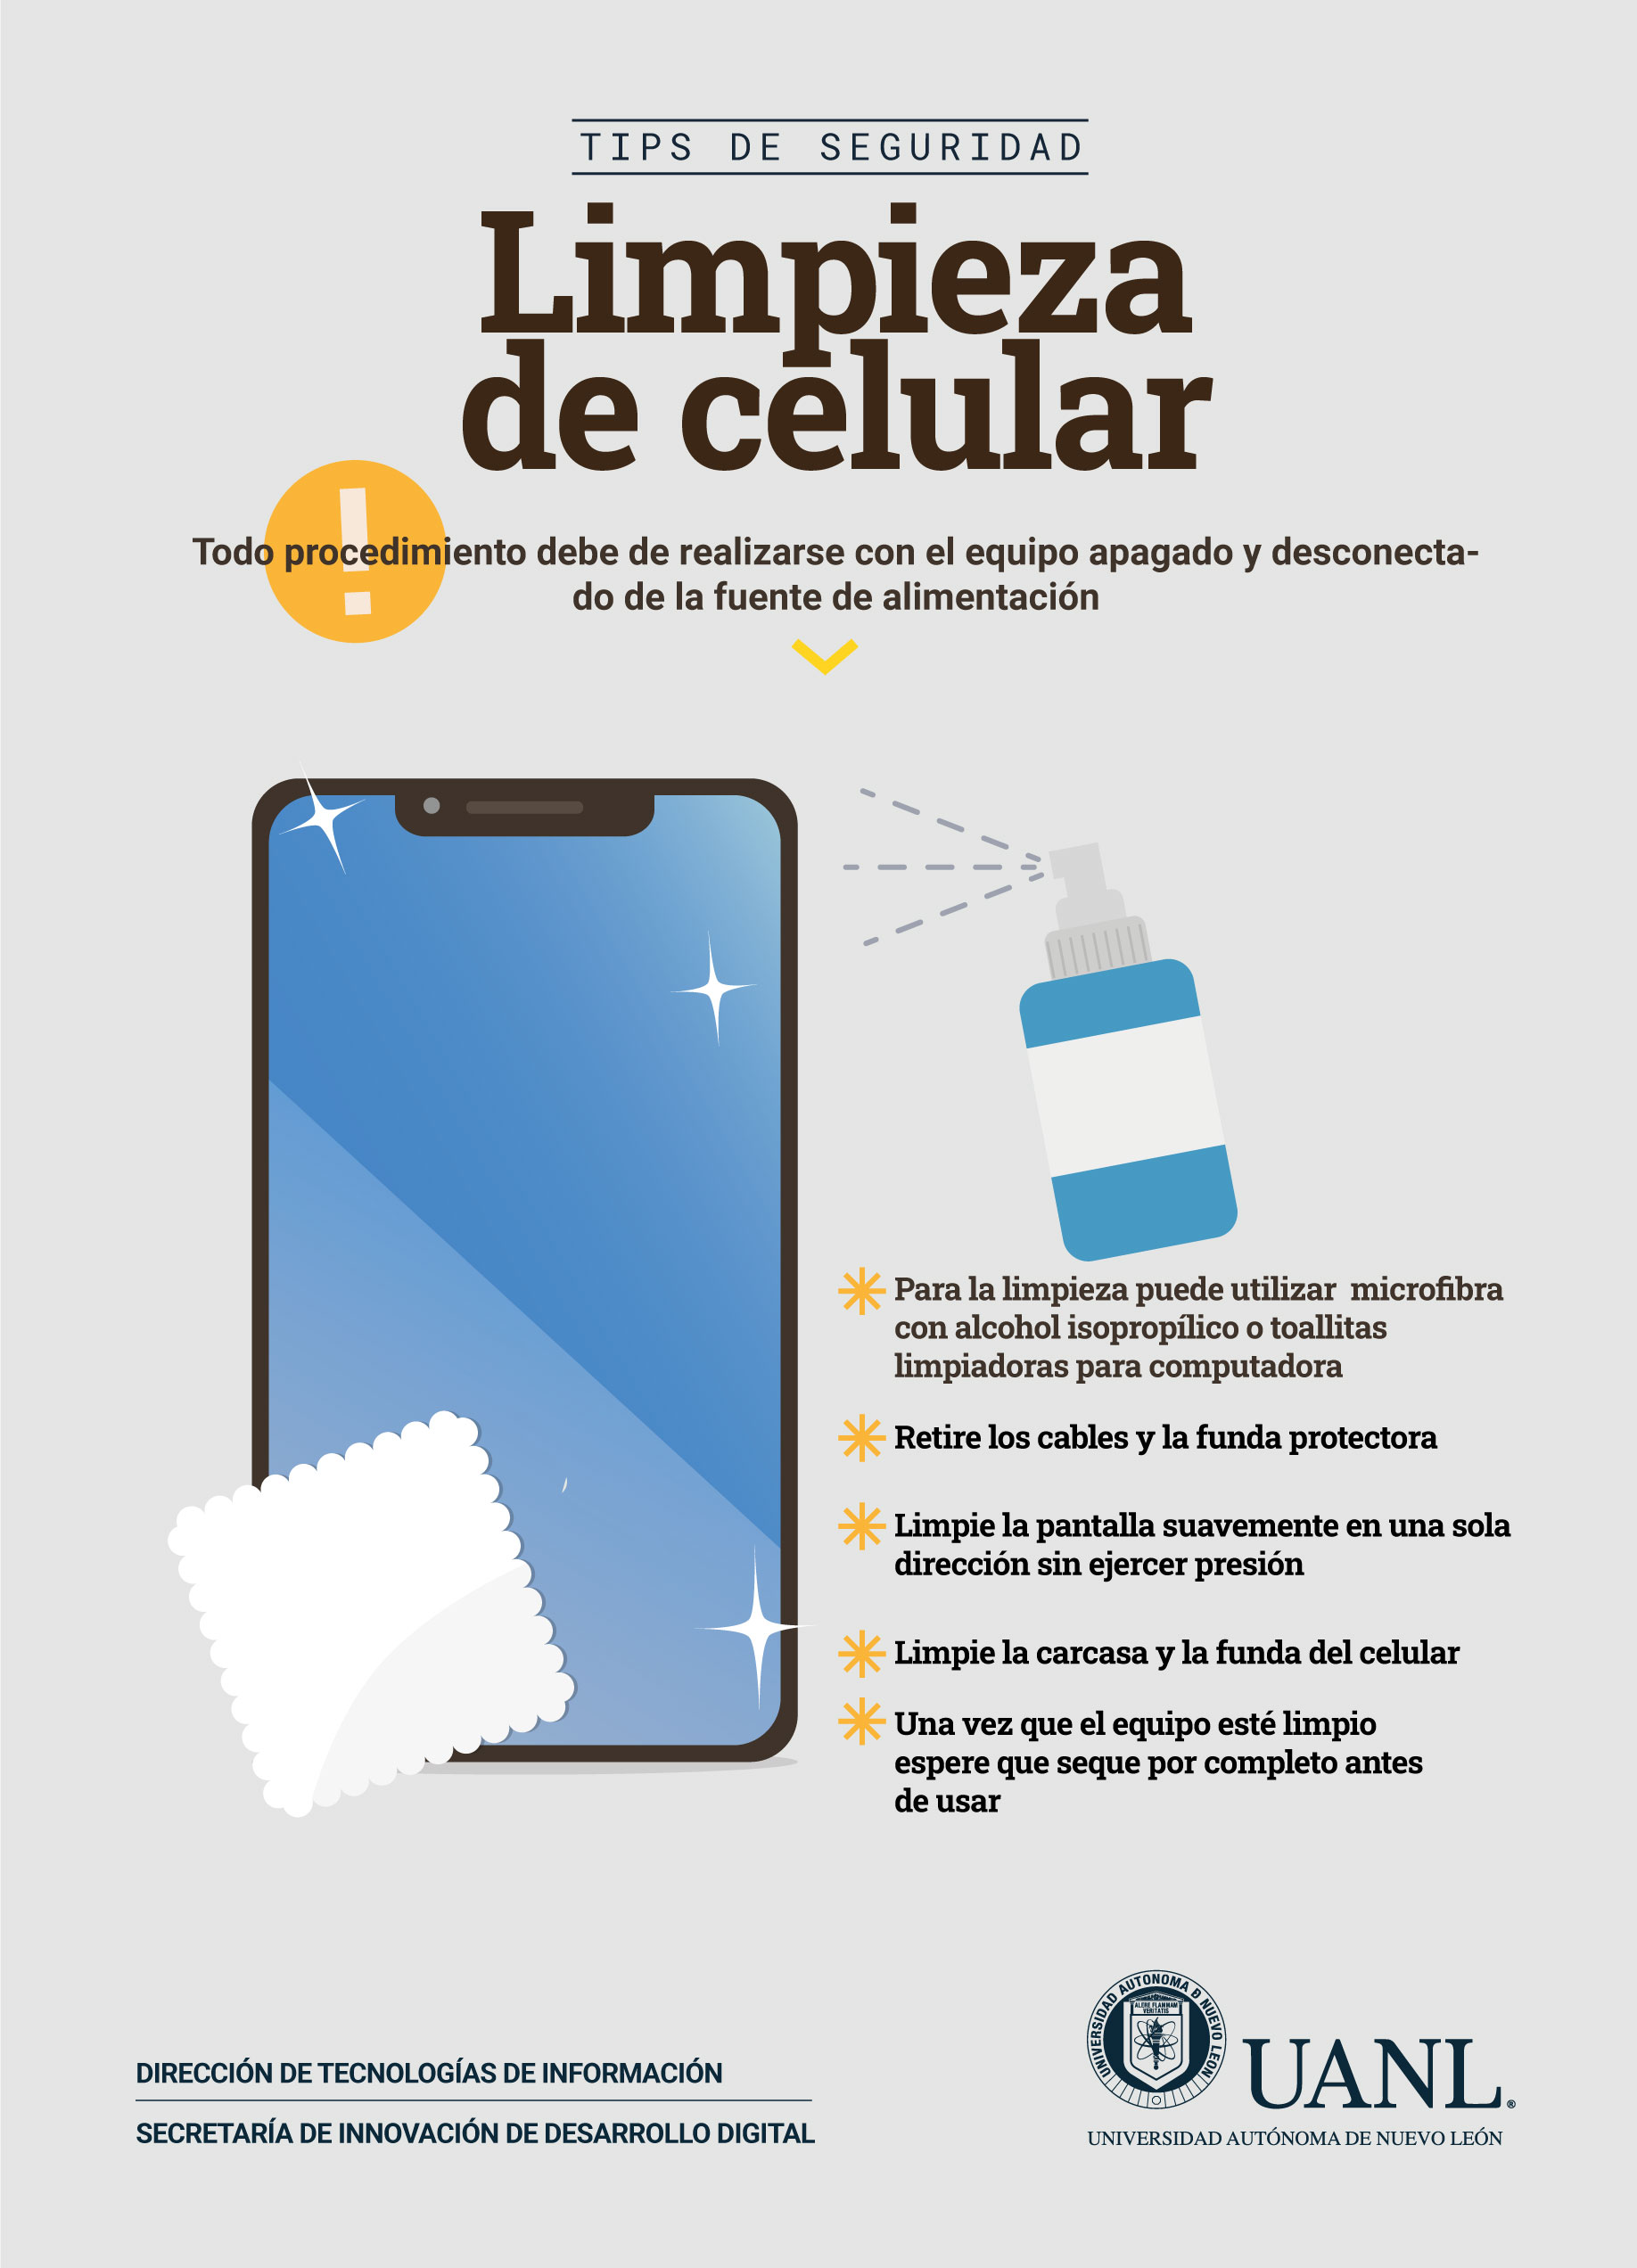 TIPS DE SEGURIDAD
Limpieza
de celular
!
Todo procedimiento debe de realizarse con el equipo apagado y desconecta-
do de la fuente de alimentación
Para la limpieza puede utilizar  microfibra
con alcohol isopropílico o toallitas
limpiadoras para computadora
Retire los cables y la funda protectora
Limpie la pantalla suavemente en una sola
dirección sin ejercer presión
Limpie la carcasa y la funda del celular
Una vez que el equipo esté limpio
espere que seque por completo antes
de usar
DIRECCIÓN DE TECNOLOGÍAS DE INFORMACIÓN
SECRETARÍA DE INNOVACIÓN DE DESARROLLO DIGITAL
UNIVERSIDAD AUTONOMA DE NUEVO LEON
ALERE FLAMMAM
VERITATIS
UANL®
UNIVERSIDAD AUTÓNOMA DE NUEVO LEÓN